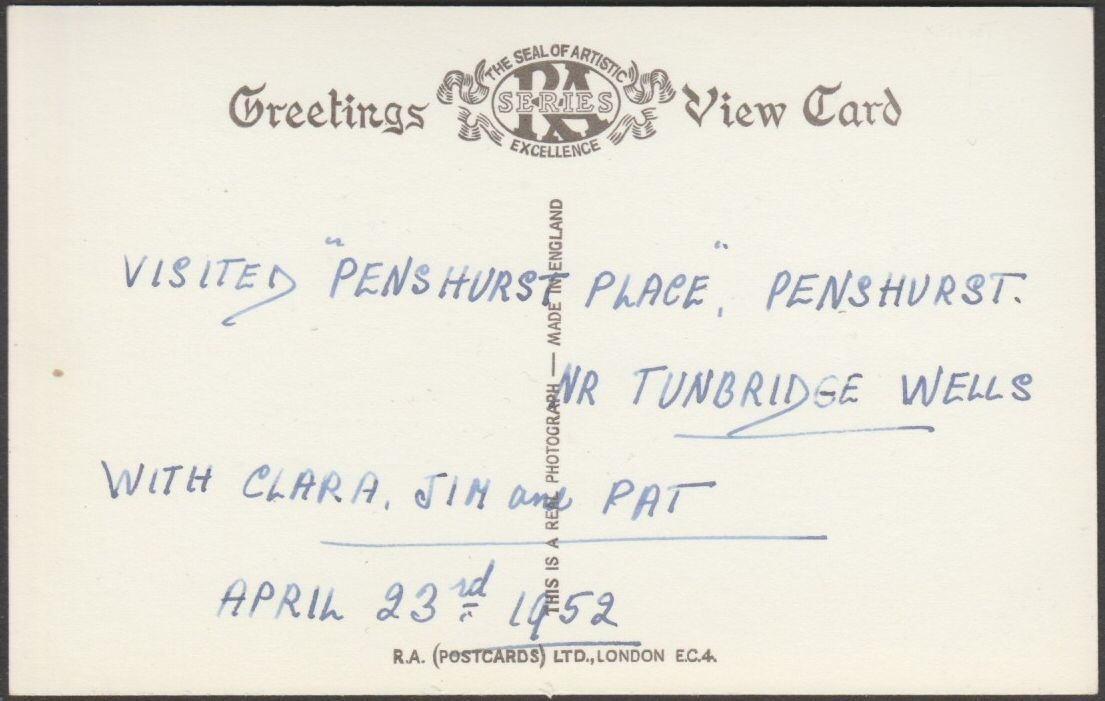 Greetings
THE SEAL OF ARTISTIC
RA
SERIES
EXCELLENCE
View Card
THIS IS A REAL PHOTOGRAPH — MADE IN ENGLAND
VISITED "PENSHURST PLACE", PENSHURST.
NR TUNBRIDGE WELLS
WITH CLARA, JIM and PAT
APRIL 23rd 1952
R.A. (POSTCARDS) LTD., LONDON E.C.4.